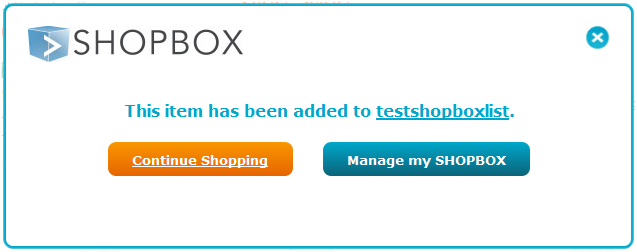 SHOPBOX
This item has been added to testshopboxlist.
Continue Shopping
Manage my SHOPBOX